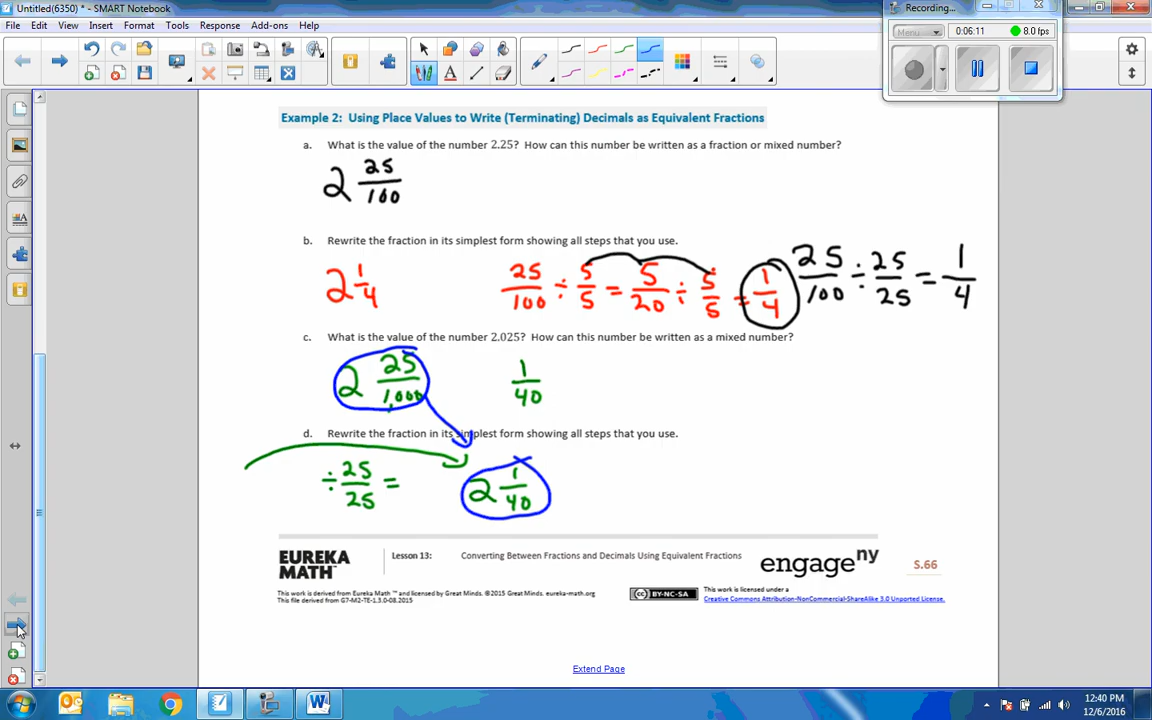 Untitled(6350) * - SMART Notebook
Recording...
File Edit View Insert Format Tools Response Add-ons Help
Menu 0:06:11 8.0 fps
Example 2: Using Place Values to Write (Terminating) Decimals as Equivalent Fractions
a. What is the value of the number 2.25? How can this number be written as a fraction or mixed number?
2 25/100
b. Rewrite the fraction in its simplest form showing all steps that you use.
2 1/4 25/100 ÷ 5/5 = 5/20 ÷ 5/5 = 1/4 25/100 ÷ 25/25 = 1/4
c. What is the value of the number 2.025? How can this number be written as a mixed number?
2 25/1,000 1/40
d. Rewrite the fraction in its simplest form showing all steps that you use.
÷ 25/25 = 2 1/40
EUREKA MATH Lesson 13: Converting Between Fractions and Decimals Using Equivalent Fractions engageny S.66
This work is derived from Eureka Math ™ and licensed by Great Minds. ©2015 Great Minds. eureka-math.org
This file derived from G7-M2-TE-1.3.0-08.2015
CC BY-NC-SA
This work is licensed under a
Creative Commons Attribution-NonCommercial-ShareAlike 3.0 Unported License.
Extend Page
12:40 PM
12/6/2016